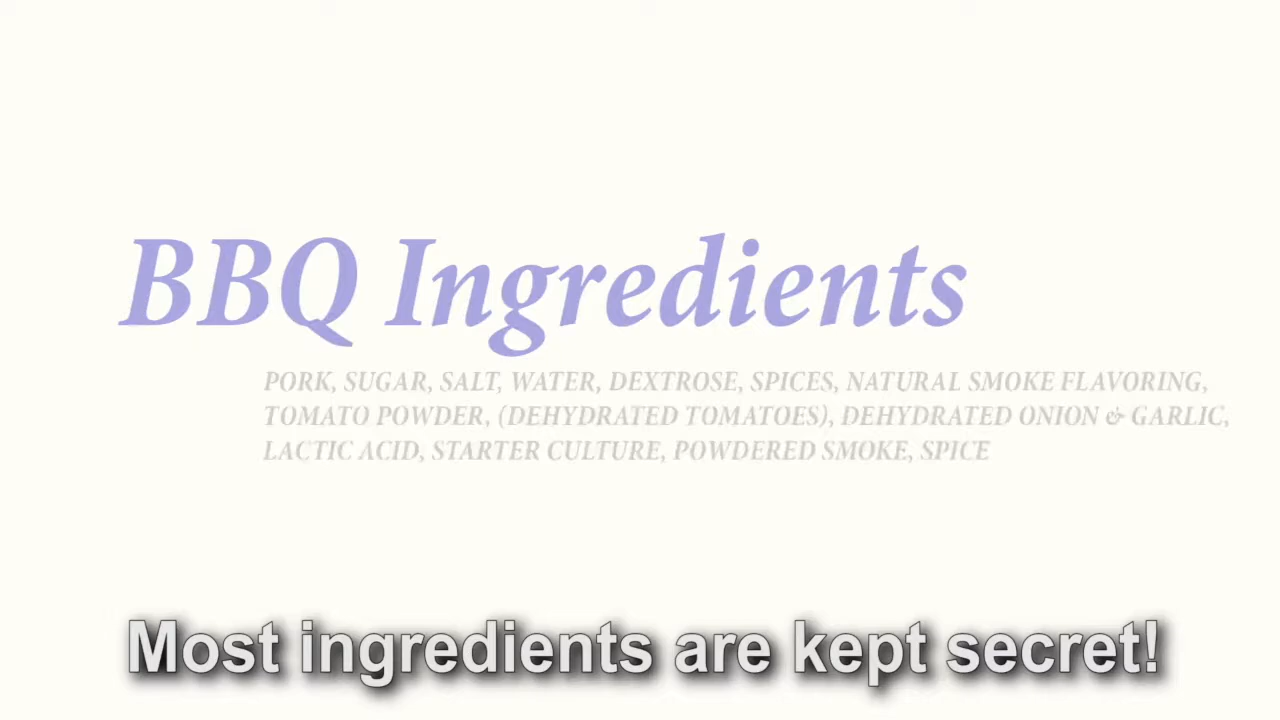 BBQ Ingredients
PORK, SUGAR, SALT, WATER, DEXTROSE, SPICES, NATURAL SMOKE FLAVORING,
TOMATO POWDER, (DEHYDRATED TOMATOES), DEHYDRATED ONION & GARLIC,
LACTIC ACID, STARTER CULTURE, POWDERED SMOKE, SPICE
Most ingredients are kept secret!